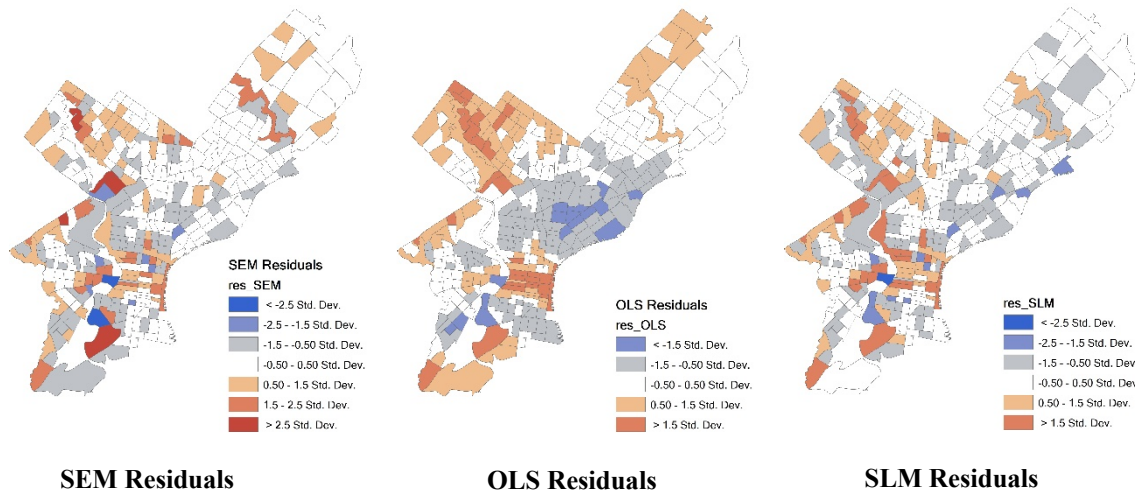 SEM Residuals
res_SEM
< -2.5 Std. Dev.
-2.5 - -1.5 Std. Dev.
-1.5 - -0.50 Std. Dev.
-0.50 - 0.50 Std. Dev.
0.50 - 1.5 Std. Dev.
1.5 - 2.5 Std. Dev.
> 2.5 Std. Dev.
OLS Residuals
res_OLS
< -1.5 Std. Dev.
-1.5 - -0.50 Std. Dev.
-0.50 - 0.50 Std. Dev.
0.50 - 1.5 Std. Dev.
> 1.5 Std. Dev.
res_SLM
< -2.5 Std. Dev.
-2.5 - -1.5 Std. Dev.
-1.5 - -0.50 Std. Dev.
-0.50 - 0.50 Std. Dev.
0.50 - 1.5 Std. Dev.
> 1.5 Std. Dev.
SEM Residuals
OLS Residuals
SLM Residuals